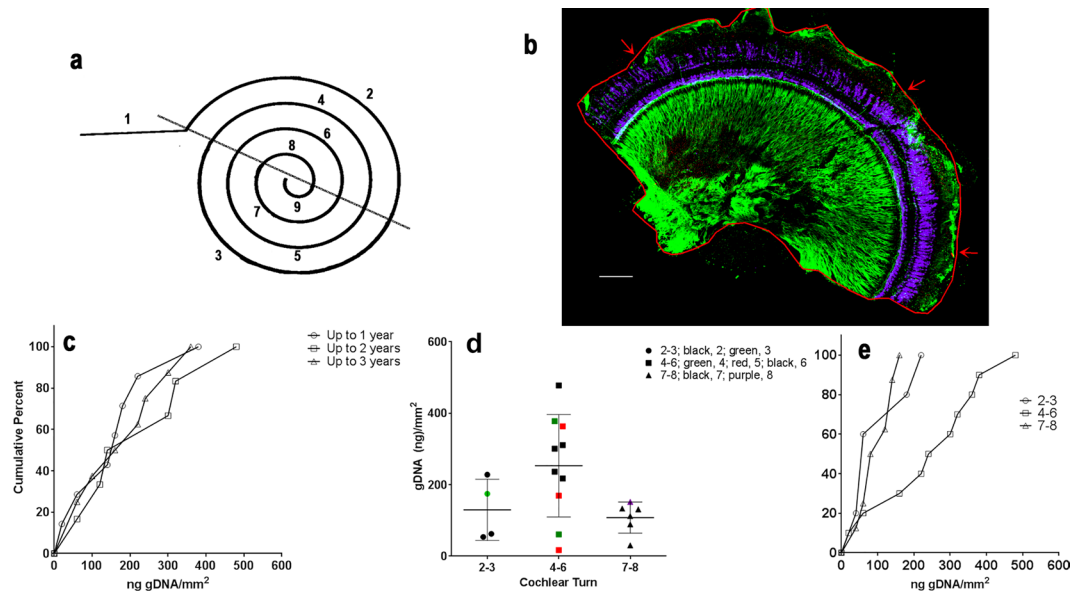 a
1
2
3
4
5
6
7
8
9
b
c
Up to 1 year
Up to 2 years
Up to 3 years
Cumulative Percent
100
80
60
40
20
0
0 100 200 300 400 500 600
ng gDNA/mm²
d
2-3; black, 2; green, 3
4-6; green, 4; red, 5; black, 6
7-8; black, 7; purple, 8
gDNA (ng)/mm²
600
400
200
0
2-3 4-6 7-8
Cochlear Turn
e
2-3
4-6
7-8
100
80
60
40
20
0
0 100 200 300 400 500 600
ng gDNA/mm²